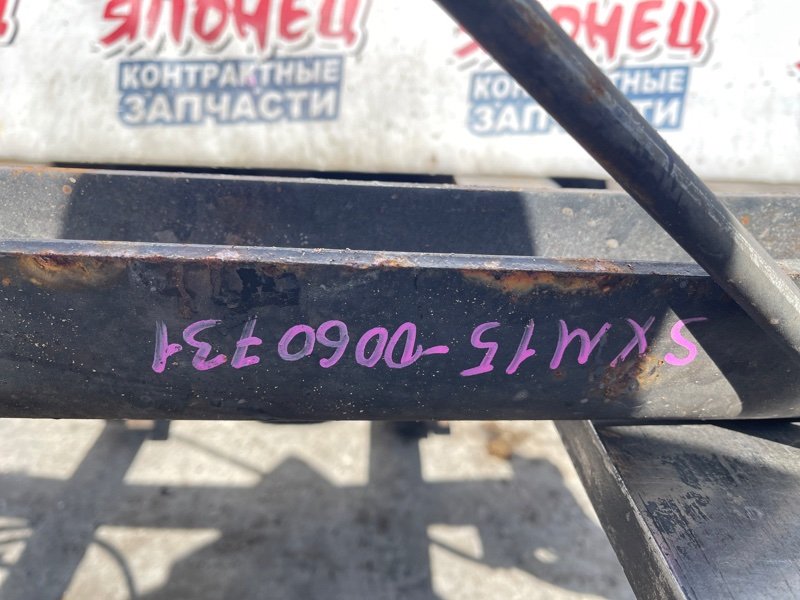 ЯПОНЕЦ
КОНТРАКТНЫЕ
ЗАПЧАСТИ
ЯПОНЕЦ
КОНТРАКТНЫЕ
ЗАПЧАСТИ
SXM15-0060731